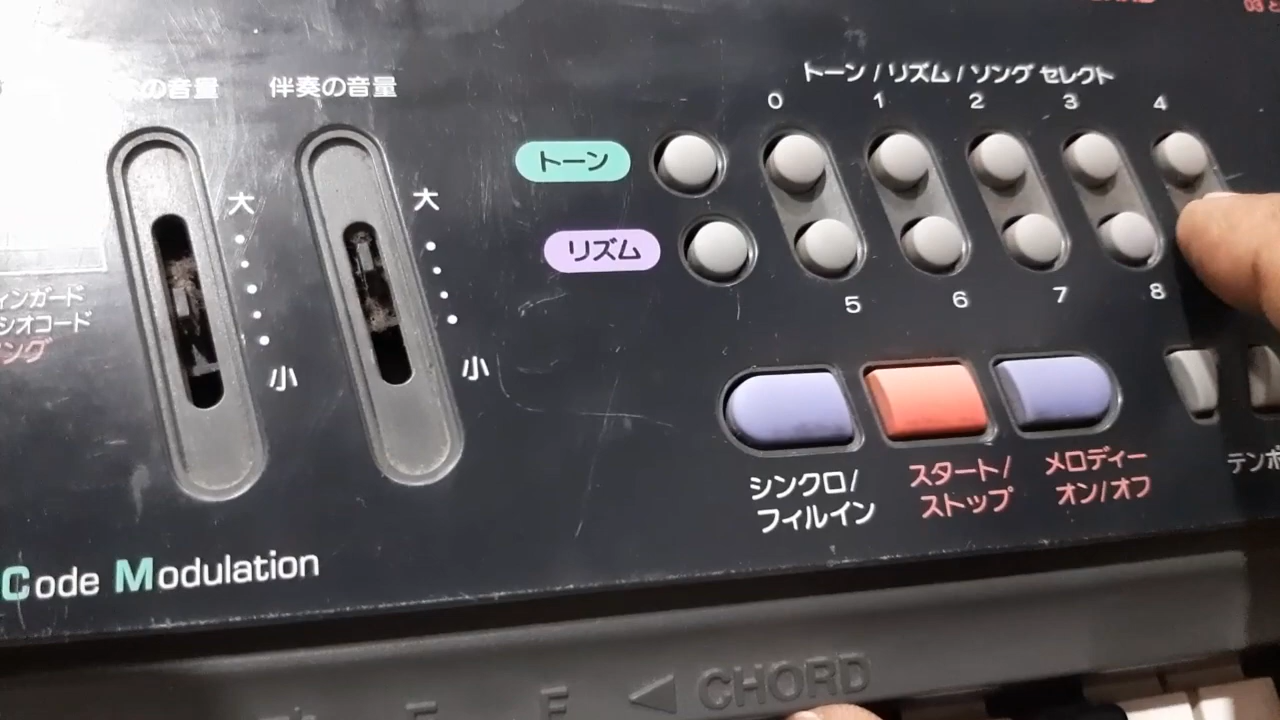 の音量
伴奏の音量
トーン / リズム / ソング セレクト
0 1 2 3 4
大
大
トーン
リズム
5 6 7 8
小
小
シンクロ/
フィルイン
スタート/
ストップ
メロディー
オン/オフ
Code Modulation
◀ CHORD